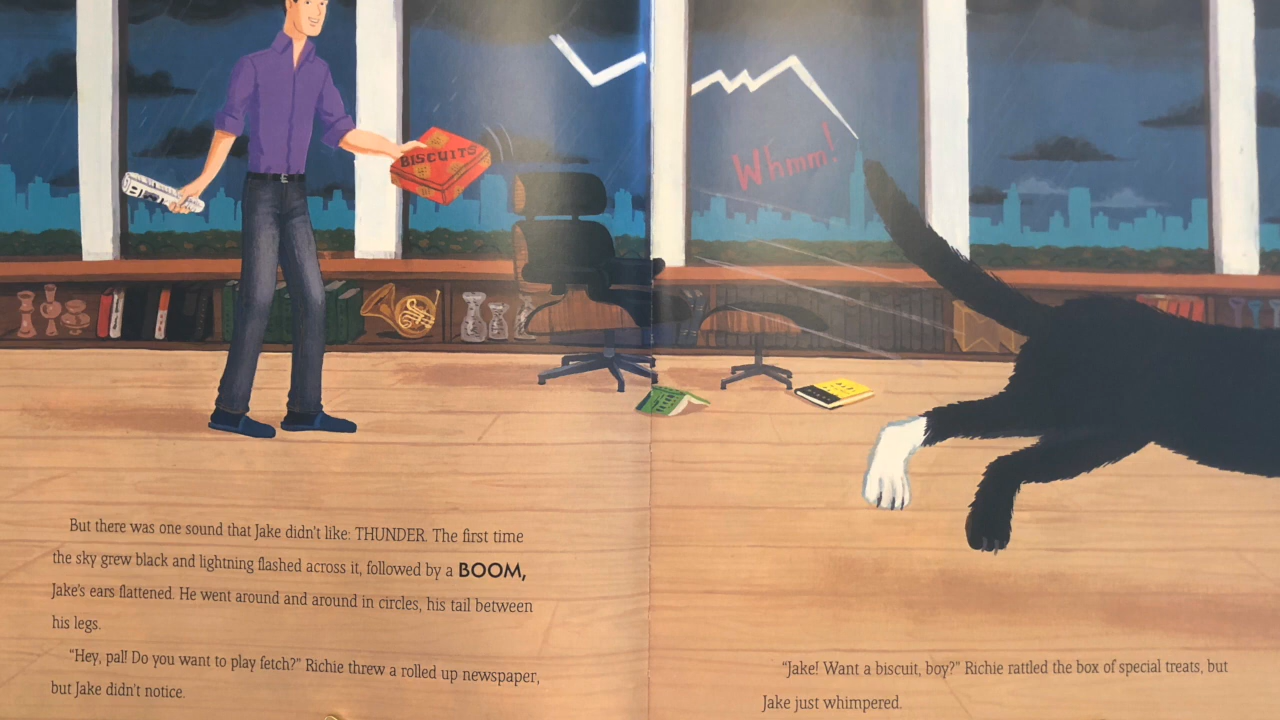 BISCUITS
Whmm!
But there was one sound that Jake didn't like: THUNDER. The first time
the sky grew black and lightning flashed across it, followed by a BOOM,
Jake's ears flattened. He went around and around in circles, his tail between
his legs.
"Hey, pal! Do you want to play fetch?" Richie threw a rolled up newspaper,
but Jake didn't notice.
"Jake! Want a biscuit, boy?" Richie rattled the box of special treats, but
Jake just whimpered.